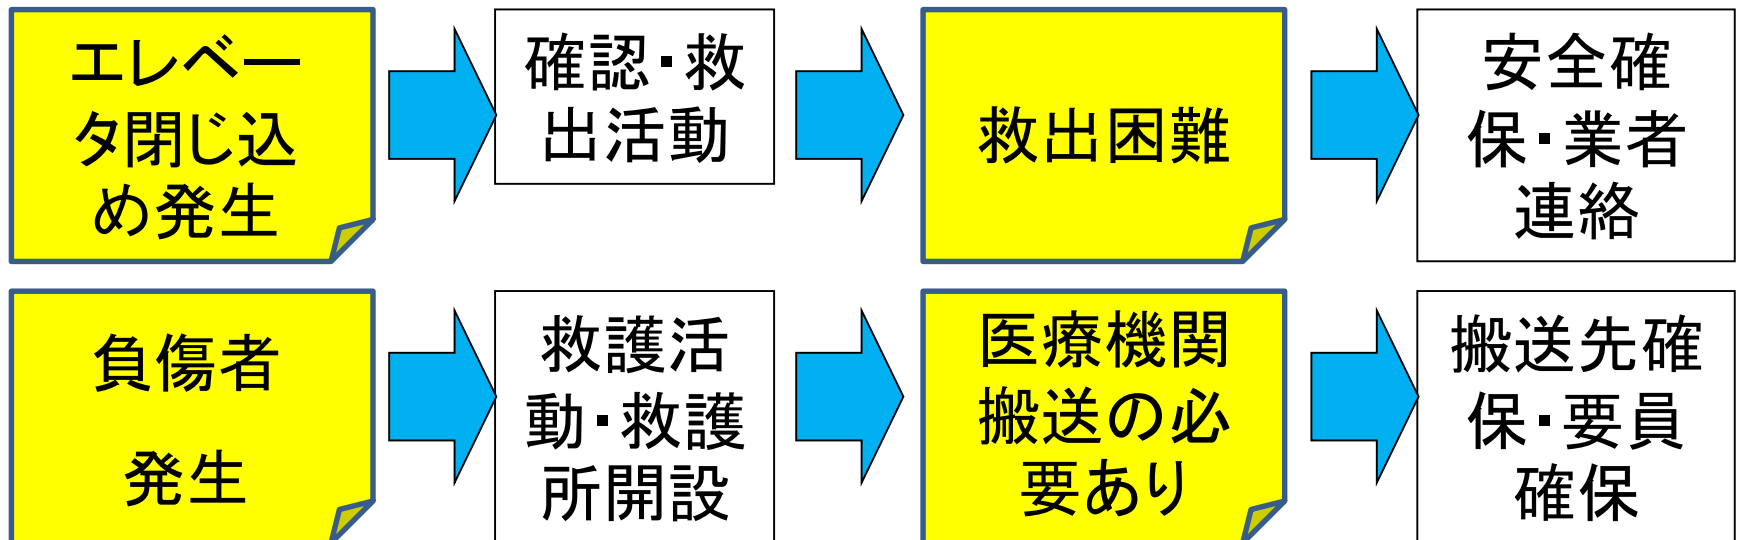 エレベー
タ閉じ込
め発生
確認・救
出活動
救出困難
安全確
保・業者
連絡
負傷者
発生
救護活
動・救護
所開設
医療機関
搬送の必
要あり
搬送先確
保・要員
確保